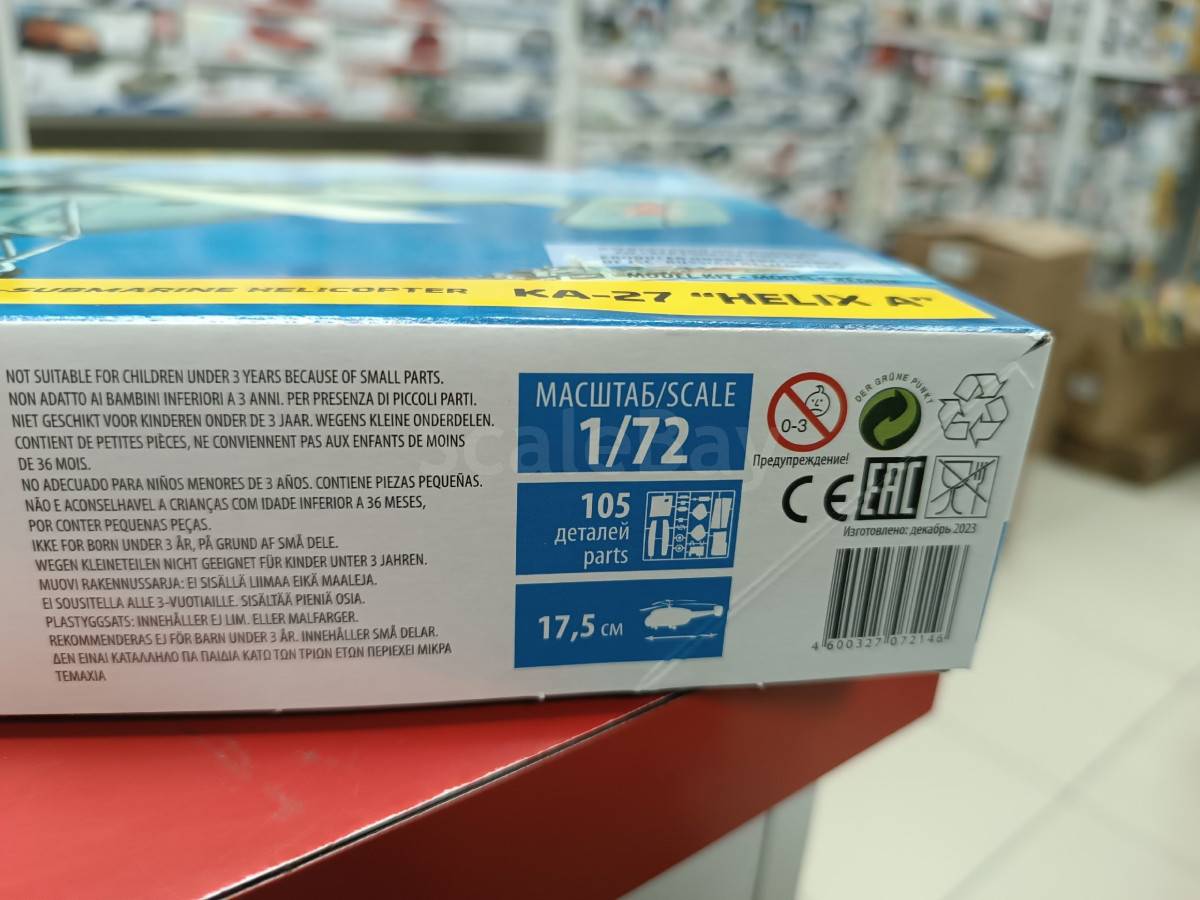 SUBMARINE HELICOPTER KA-27 "HELIX A"
NOT SUITABLE FOR CHILDREN UNDER 3 YEARS BECAUSE OF SMALL PARTS.
NON ADATTO AI BAMBINI INFERIORI A 3 ANNI. PER PRESENZA DI PICCOLI PARTI.
NIET GESCHIKT VOOR KINDEREN ONDER DE 3 JAAR. WEGENS KLEINE ONDERDELEN.
CONTIENT DE PETITES PIÈCES, NE CONVIENNENT PAS AUX ENFANTS DE MOINS
DE 36 MOIS.
NO ADECUADO PARA NIÑOS MENORES DE 3 AÑOS. CONTIENE PIEZAS PEQUEÑAS.
NÃO E ACONSELHAVEL A CRIANÇAS COM IDADE INFERIOR A 36 MESES,
POR CONTER PEQUENAS PEÇAS.
IKKE FOR BORN UNDER 3 ÅR, PÅ GRUND AF SMÅ DELE.
WEGEN KLEINTEILEN NICHT GEEIGNET FÜR KINDER UNTER 3 JAHREN.
MUOVI RAKENNUSSARJA: EI SISÄLLÄ LIIMAA EIKÄ MAALEJA.
EI SOUSITELLA ALLE 3-VUOTIAILLE. SISÄLTÄÄ PIENIÄ OSIA.
PLASTYGGSATS: INNEHÅLLER EJ LIM. ELLER MALFARGER.
REKOMMENDERAS EJ FÖR BARN UNDER 3 ÅR. INNEHÅLLER SMÅ DELAR.
ΔΕΝ ΕΙΝΑΙ ΚΑΤΑΛΛΗΛΟ ΠΑ ΠΑΙΔΙΑ ΚΑΤΩ ΤΩΝ ΤΡΙΩΝ ΕΤΩΝ ΠΕΡΙΕΧΕΙ ΜΙΚΡΑ
ΤΕΜΑΧΙΑ
МАСШТАБ/SCALE
1/72
105
деталей
parts
17,5 см
0-3
Предупреждение!
DER GRÜNE PUNKT
CE
EAC
Изготовлено: декабрь 2023
4 600327 072146
scalebay